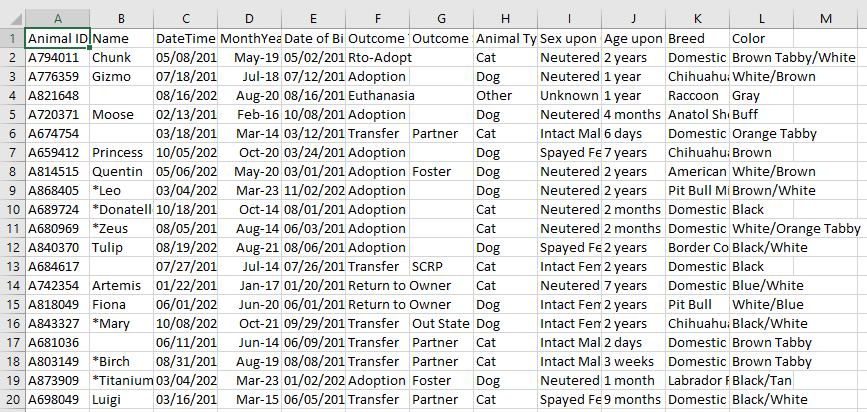 A B C D E F G H I J K L M
1 Animal ID Name DateTime MonthYea Date of Bi Outcome Outcome Animal Ty Sex upon Age upon Breed Color
2 A794011 Chunk 05/08/201 May-19 05/02/201 Rto-Adopt Cat Neutered 2 years Domestic Brown Tabby/White
3 A776359 Gizmo 07/18/201 Jul-18 07/12/201 Adoption Dog Neutered 1 year Chihuahua White/Brown
4 A821648 08/16/202 Aug-20 08/16/201 Euthanasia Other Unknown 1 year Raccoon Gray
5 A720371 Moose 02/13/201 Feb-16 10/08/201 Adoption Dog Neutered 4 months Anatol She Buff
6 A674754 03/18/201 Mar-14 03/12/201 Transfer Partner Cat Intact Mal 6 days Domestic Orange Tabby
7 A659412 Princess 10/05/202 Oct-20 03/24/201 Adoption Dog Spayed Fe 7 years Chihuahua Brown
8 A814515 Quentin 05/06/202 May-20 03/01/201 Adoption Foster Dog Neutered 2 years American White/Brown
9 A868405 *Leo 03/04/202 Mar-23 11/02/202 Adoption Dog Neutered 2 years Pit Bull Mi Brown/White
10 A689724 *Donatell 10/18/201 Oct-14 08/01/201 Adoption Cat Neutered 2 months Domestic Black
11 A680969 *Zeus 08/05/201 Aug-14 06/03/201 Adoption Cat Neutered 2 months Domestic White/Orange Tabby
12 A840370 Tulip 08/19/202 Aug-21 08/06/201 Adoption Dog Spayed Fe 2 years Border Co Black/White
13 A684617 07/27/201 Jul-14 07/26/201 Transfer SCRP Cat Intact Fem 2 years Domestic Black
14 A742354 Artemis 01/22/201 Jan-17 01/20/201 Return to Owner Cat Neutered 7 years Domestic Blue/White
15 A818049 Fiona 06/01/202 Jun-20 06/01/201 Return to Owner Dog Intact Fem 2 years Pit Bull White/Blue
16 A843327 *Mary 10/08/202 Oct-21 09/29/201 Transfer Out State Dog Intact Fem 2 years Chihuahua Black/White
17 A681036 06/11/201 Jun-14 06/09/201 Transfer Partner Cat Intact Mal 2 days Domestic Brown Tabby
18 A803149 *Birch 08/31/201 Aug-19 08/08/201 Transfer Partner Cat Intact Mal 3 weeks Domestic Brown Tabby
19 A873909 *Titanium 03/04/202 Mar-23 01/02/202 Adoption Foster Dog Neutered 1 month Labrador Black/Tan
20 A698049 Luigi 03/16/201 Mar-15 06/05/201 Transfer Partner Cat Spayed Fe 9 months Domestic Black/White